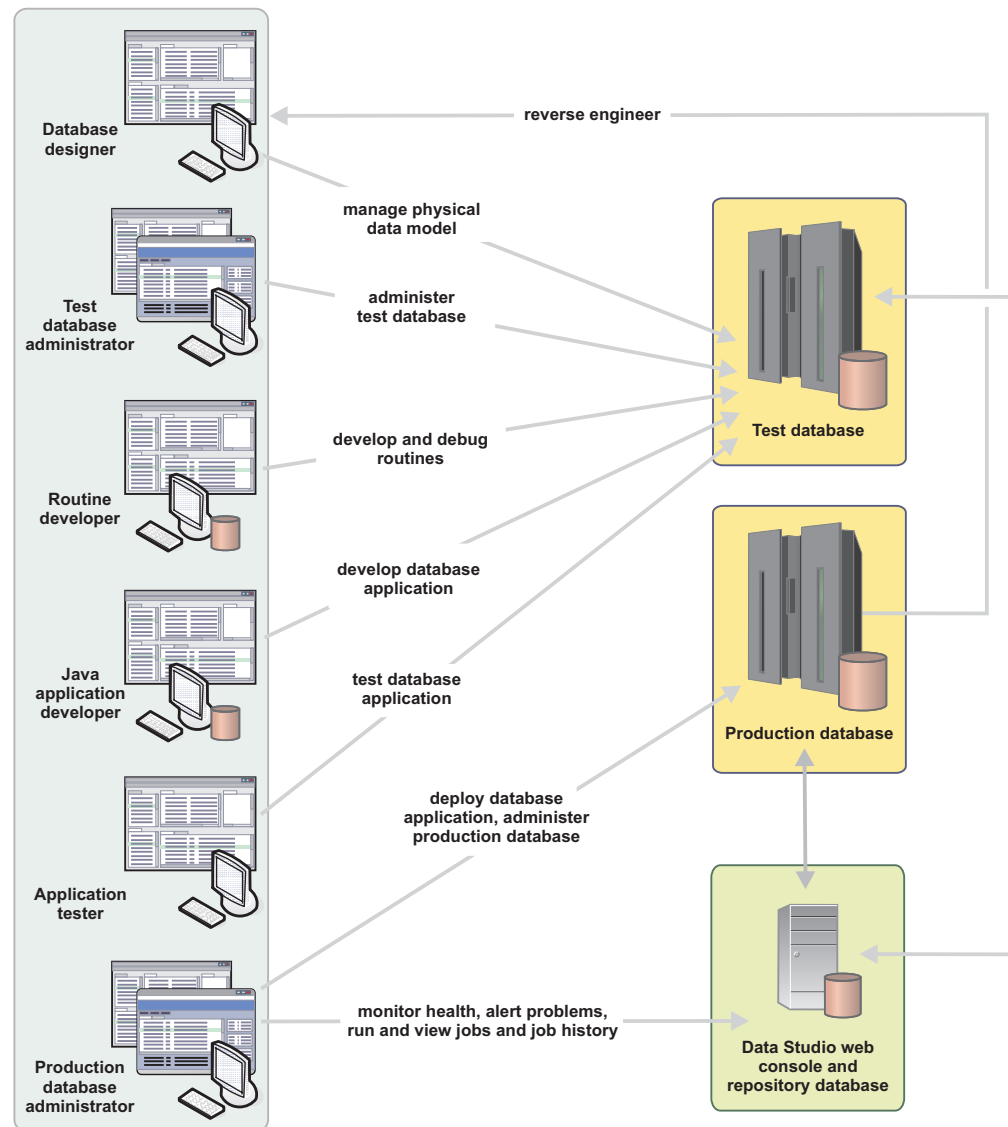 Database
designer
reverse engineer
manage physical
data model
Test
database
administrator
administer
test database
Test database
Routine
developer
develop and debug
routines
Java
application
developer
develop database
application
test database
application
Production database
Application
tester
deploy database
application, administer
production database
Production
database
administrator
monitor health, alert problems,
run and view jobs and job history
Data Studio web
console and
repository database